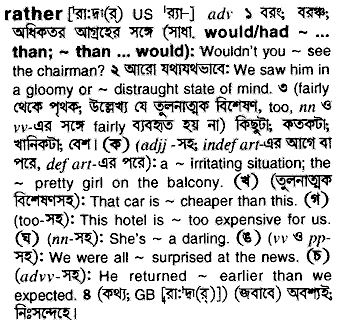 rather [ˈরা:দ্যা(র্) US ˈর‍্যা–] adv ১ বরং; বরঞ্চ;
অধিকতর আগ্রহের সঙ্গে (সাধা. would/had ~ ...
than; ~ than ... would): Wouldn't you ~ see
the chairman? ২ আরো যথাযথভাবে: We saw him
in a gloomy or ~ distraught state of mind. ৩ (fairly
থেকে পৃথক; উল্লেখ্য যে তুলনাত্মক বিশেষণ, too, nn ও
vv-এর সঙ্গে fairly ব্যবহৃত হয় না) কিছুটা; কতকটা;
খানিকটা; বেশ। (ক) (adjj -সহ; indef art-এর আগে বা
পরে, def art-এর পরে): a ~ irritating situation; the
~ pretty girl on the balcony. (খ) (তুলনাত্মক
বিশেষণসহ): That car is ~ cheaper than this. (গ)
(too-সহ): This hotel is ~ too expensive for us.
(ঘ) (nn-সহ): She's ~ a darling. (ঙ) (vv ও pp-
সহ): We were all ~ surprised at the news. (চ)
(advv-সহ): He returned ~ earlier than we
expected. ৪ (কথ্য; GB [রা:ˈদা(র্)]) (জবাবে) অবশ্যই;
নিঃসন্দেহে।